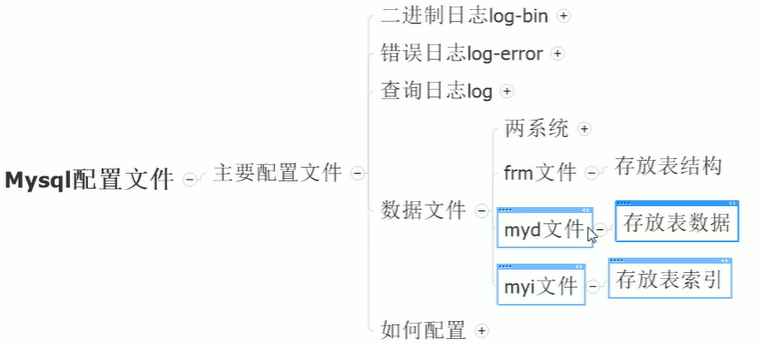 Mysql配置文件
主要配置文件
二进制日志log-bin
错误日志log-error
查询日志log
数据文件
两系统
frm文件
存放表结构
myd文件
存放表数据
myi文件
存放表索引
如何配置